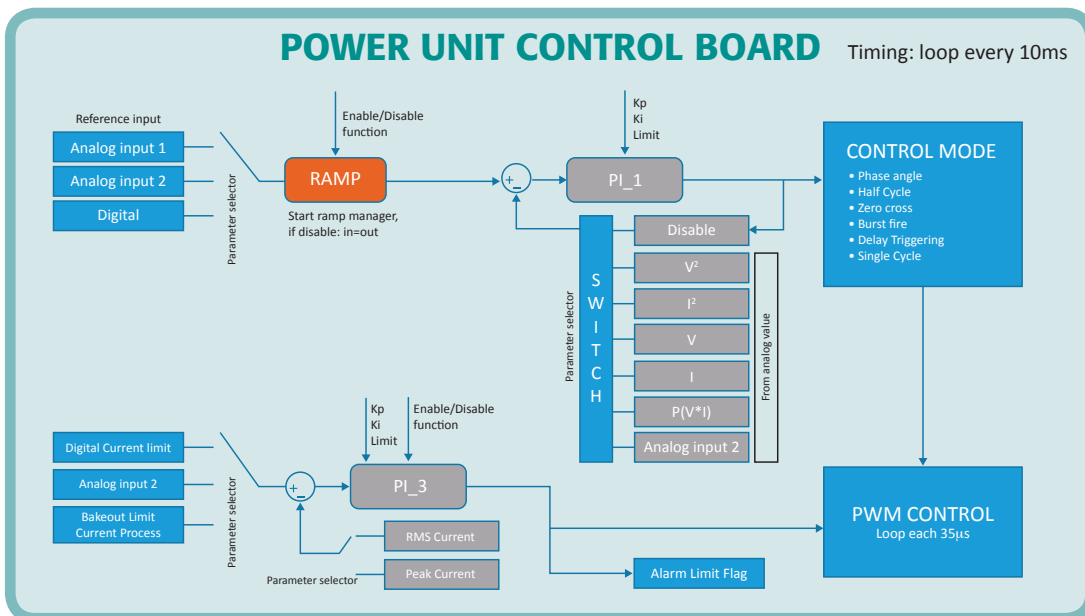 POWER UNIT CONTROL BOARD
Timing: loop every 10ms
Reference input
Analog input 1
Analog input 2
Digital
Parameter selector
Enable/Disable
function
RAMP
Start ramp manager,
if disable: in=out
+
–
Kp
Ki
Limit
PI_1
CONTROL MODE
• Phase angle
• Half Cycle
• Zero cross
• Burst fire
• Delay Triggering
• Single Cycle
Parameter selector
SWITCH
Disable
V²
I²
V
I
P(V*I)
Analog input 2
From analog value
Digital Current limit
Analog input 2
Bakeout Limit
Current Process
Parameter selector
+
–
Kp
Ki
Limit
Enable/Disable
function
PI_3
RMS Current
Peak Current
Parameter selector
Alarm Limit Flag
PWM CONTROL
Loop each 35µs